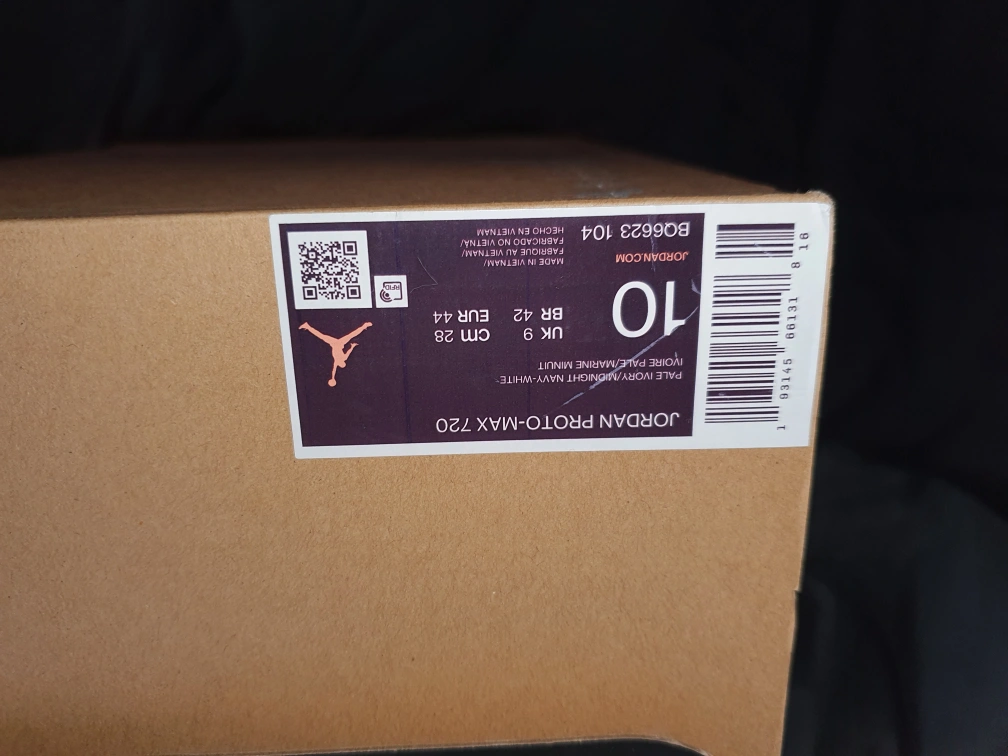 JORDAN PROTO-MAX 720
PALE IVORY/MIDNIGHT NAVY-WHITE
IVOIRE PALE/MARINE MINUIT
10
UK 9 CM 28
BR 42 EUR 44
JORDAN.COM
BQ6623 104
MADE IN VIETNAM/
FABRIQUE AU VIETNAM/
FABRICADO NO VIETNÃ/
HECHO EN VIETNAM
RFID
1 93145 66131 8 16